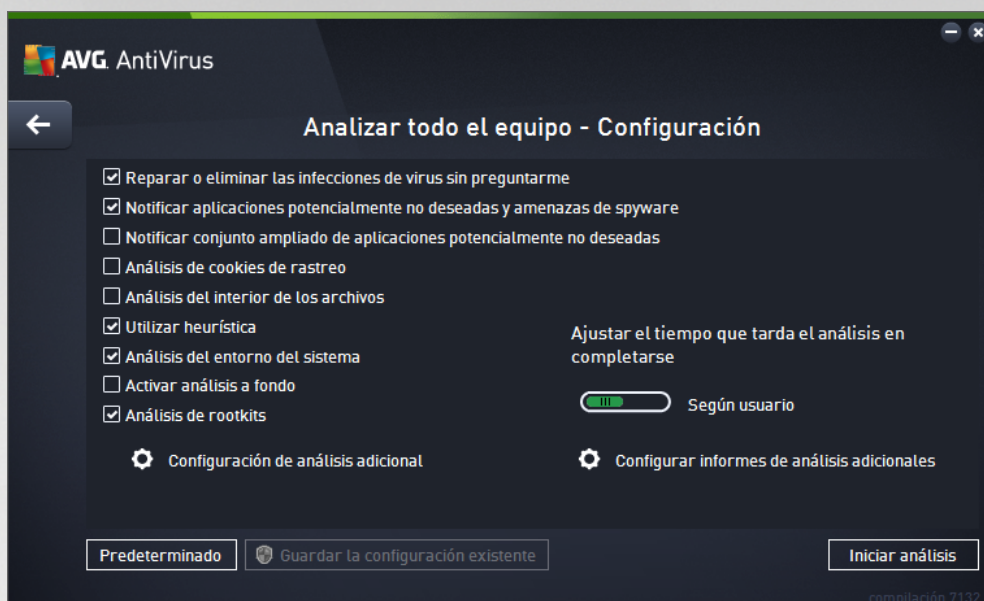 AVG. AntiVirus
Analizar todo el equipo - Configuración
Reparar o eliminar las infecciones de virus sin preguntarme
Notificar aplicaciones potencialmente no deseadas y amenazas de spyware
Notificar conjunto ampliado de aplicaciones potencialmente no deseadas
Análisis de cookies de rastreo
Análisis del interior de los archivos
Utilizar heurística
Análisis del entorno del sistema
Activar análisis a fondo
Análisis de rootkits
Ajustar el tiempo que tarda el análisis en
completarse
Según usuario
Configuración de análisis adicional
Configurar informes de análisis adicionales
Predeterminado
Guardar la configuración existente
Iniciar análisis
compilación 7132